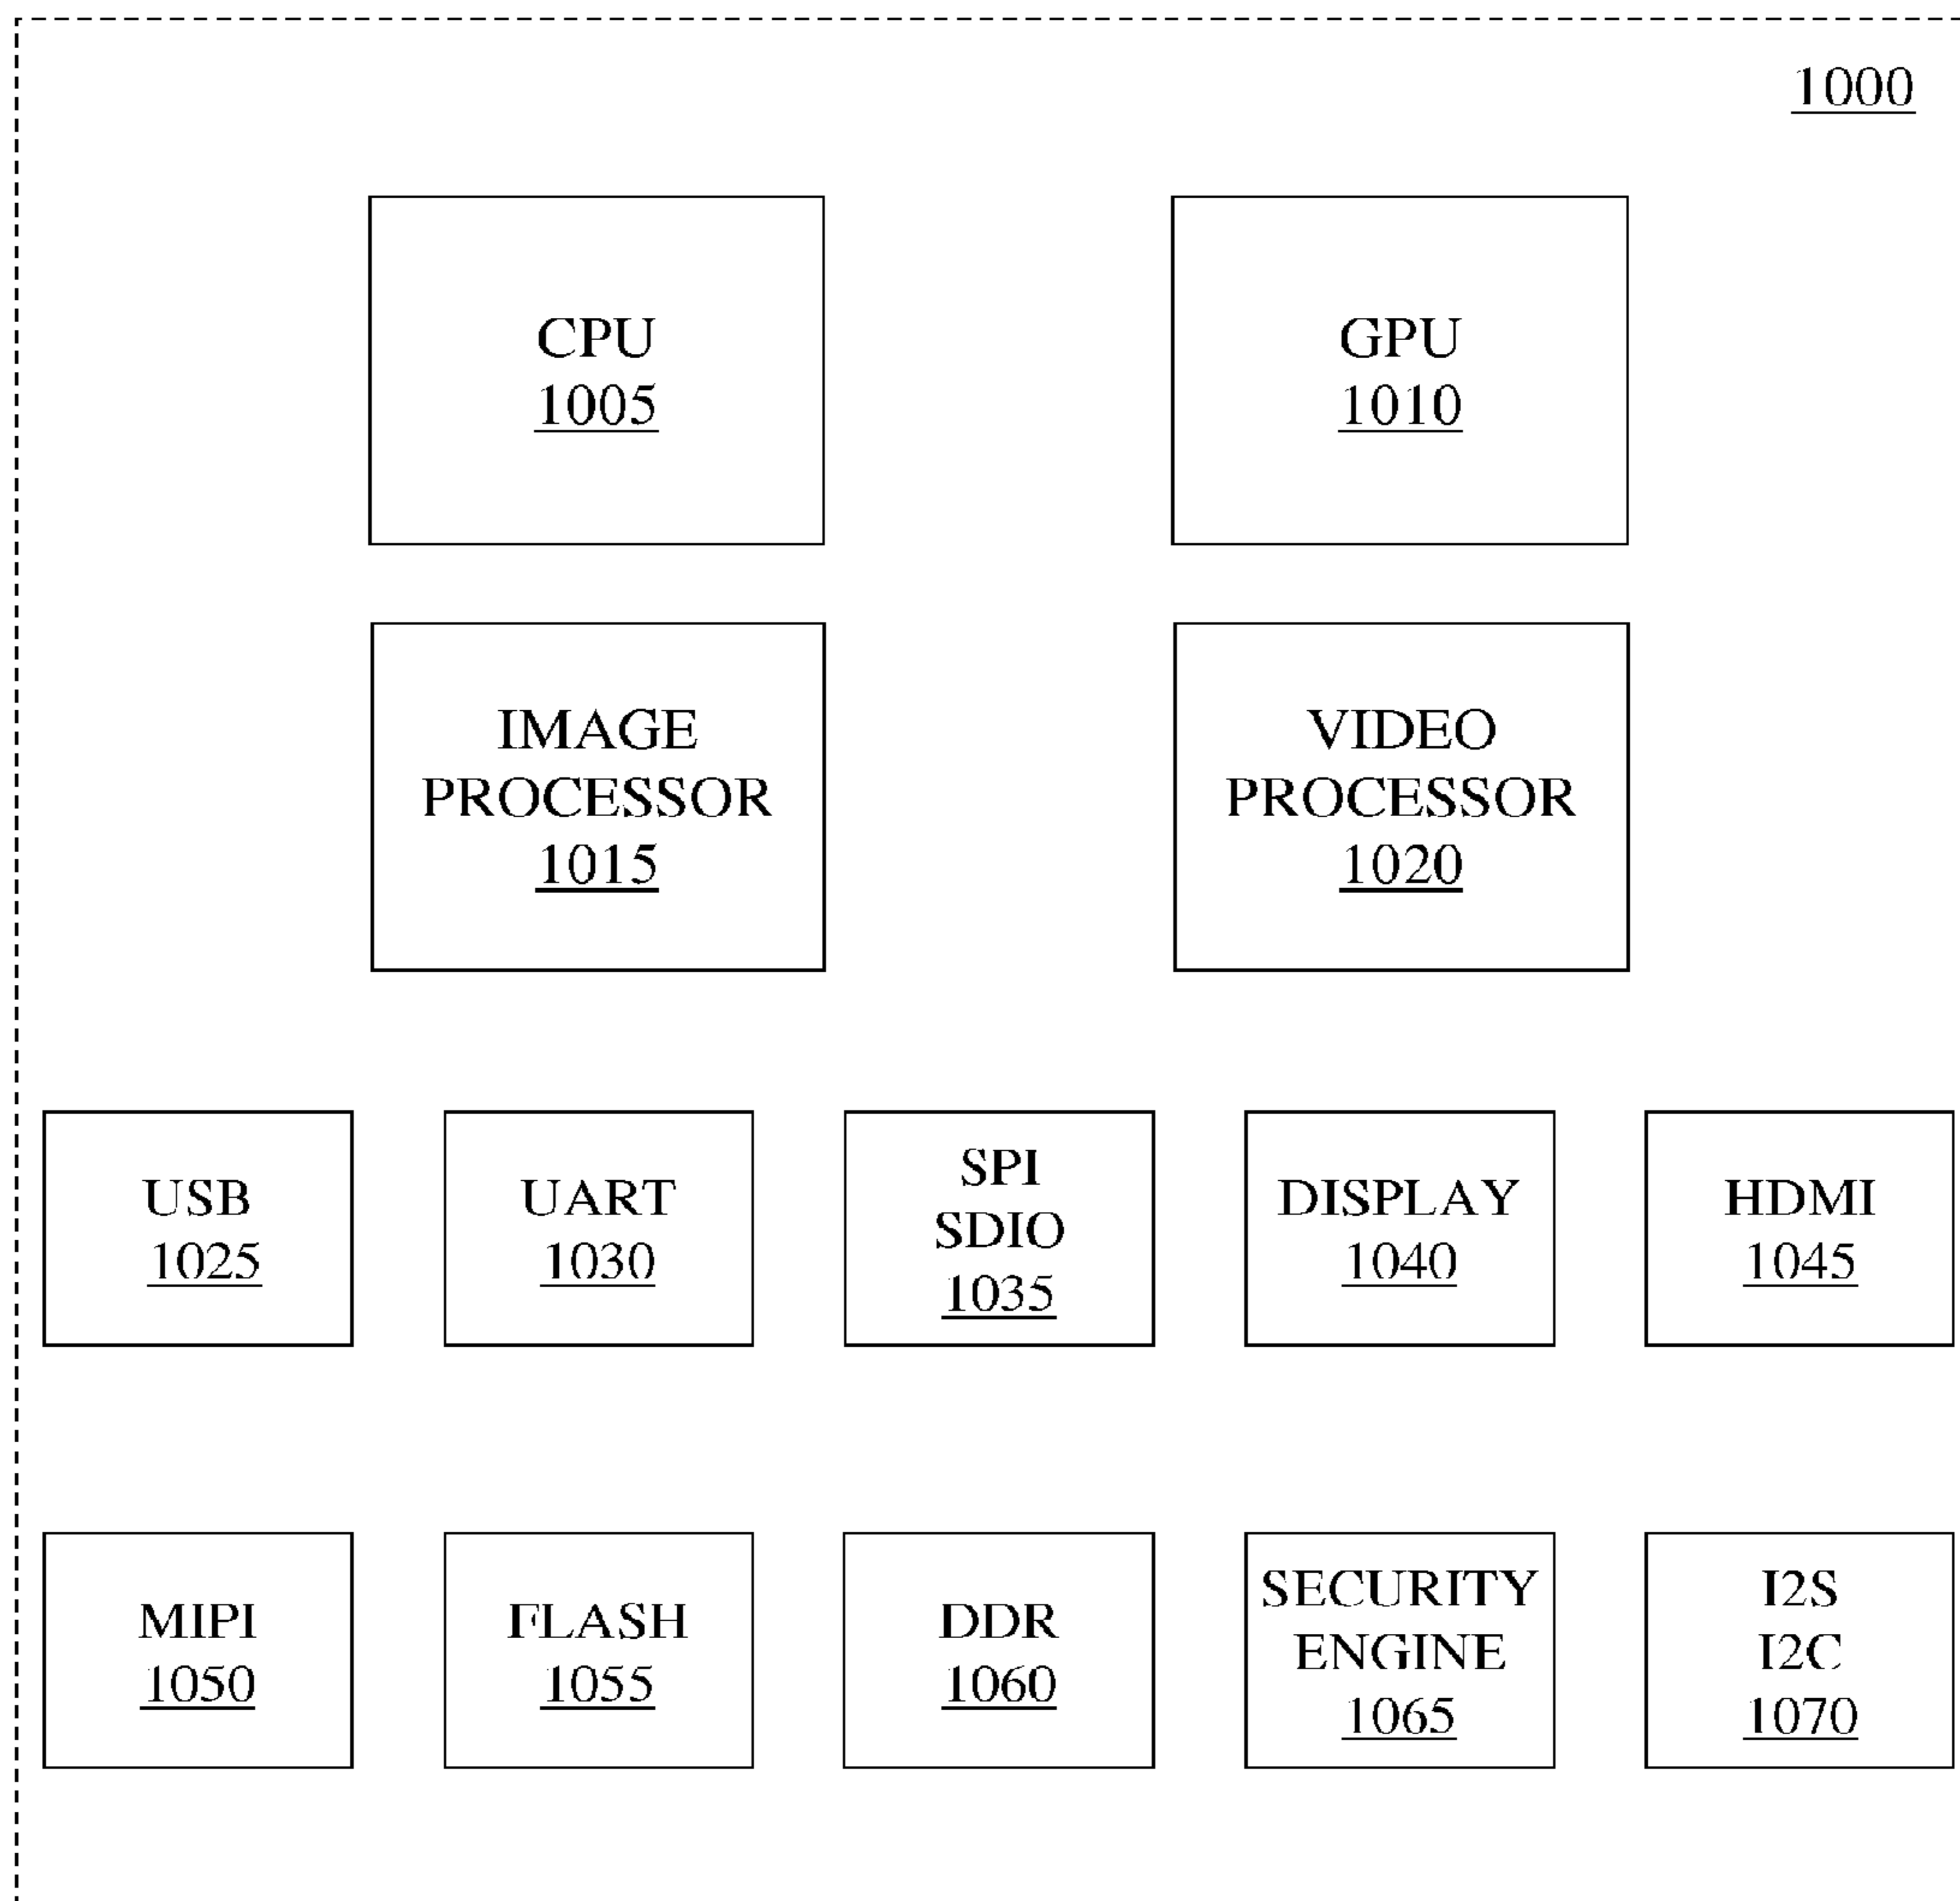 1000
CPU
1005
GPU
1010
IMAGE
PROCESSOR
1015
VIDEO
PROCESSOR
1020
USB
1025
UART
1030
SPI
SDIO
1035
DISPLAY
1040
HDMI
1045
MIPI
1050
FLASH
1055
DDR
1060
SECURITY
ENGINE
1065
I2S
I2C
1070